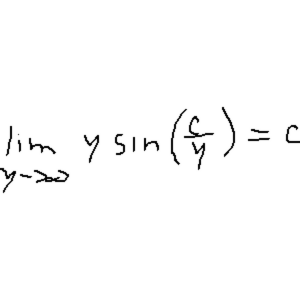 lim y→∞ y sin(c/y) = c